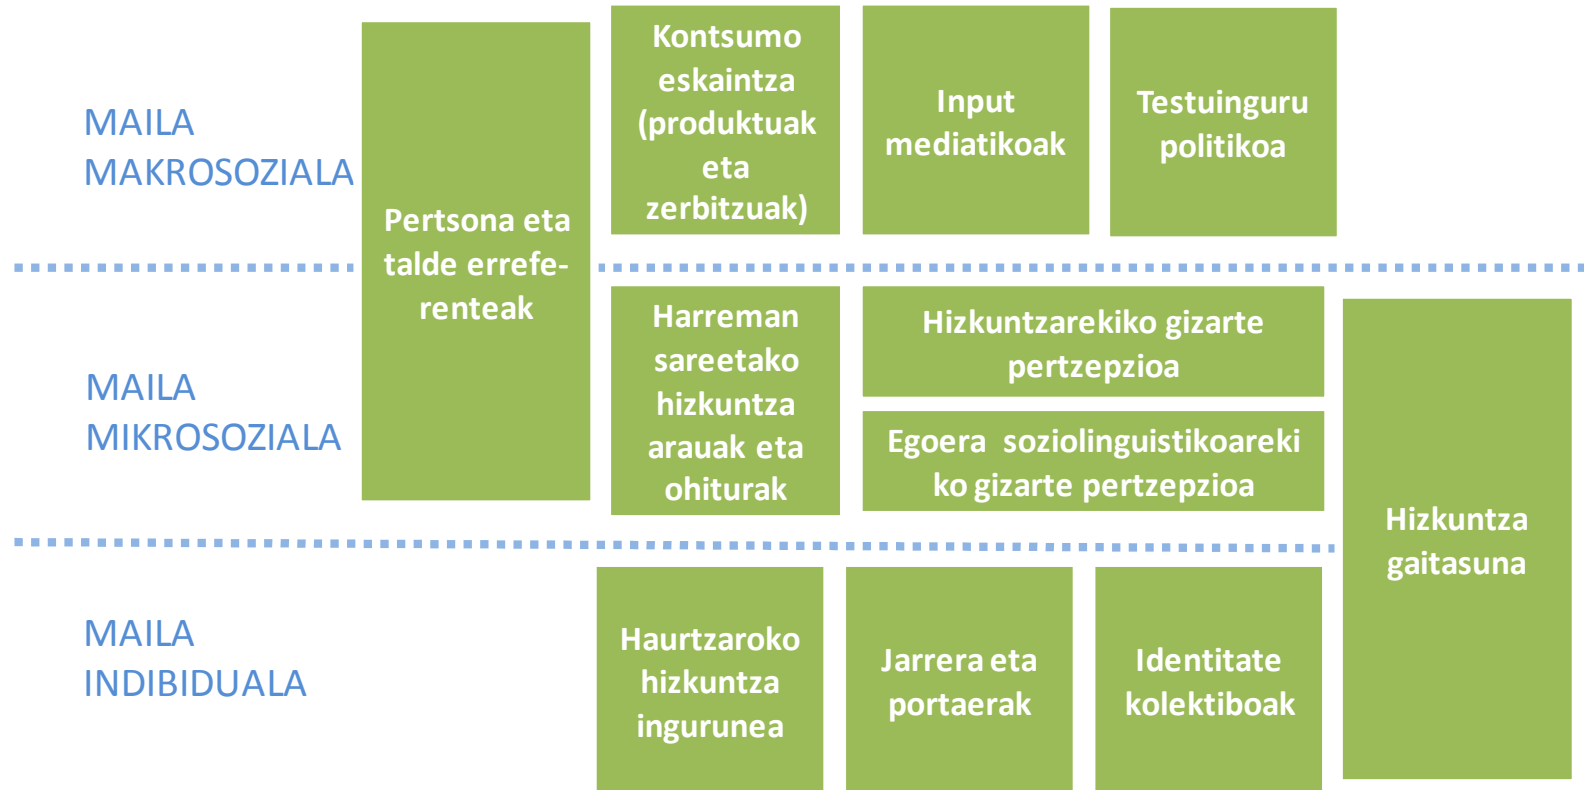 MAILA
MAKROSOZIALA
Pertsona eta
talde errefe-
renteak
Kontsumo
eskaintza
(produktuak
eta
zerbitzuak)
Input
mediatikoak
Testuinguru
politikoa
MAILA
MIKROSOZIALA
Harreman
sareetako
hizkuntza
arauak eta
ohiturak
Hizkuntzarekiko gizarte
pertzepzioa
Egoera soziolinguistikoareki
ko gizarte pertzepzioa
Hizkuntza
gaitasuna
MAILA
INDIBIDUALA
Haurtzaroko
hizkuntza
ingurunea
Jarrera eta
portaerak
Identitate
kolektiboak